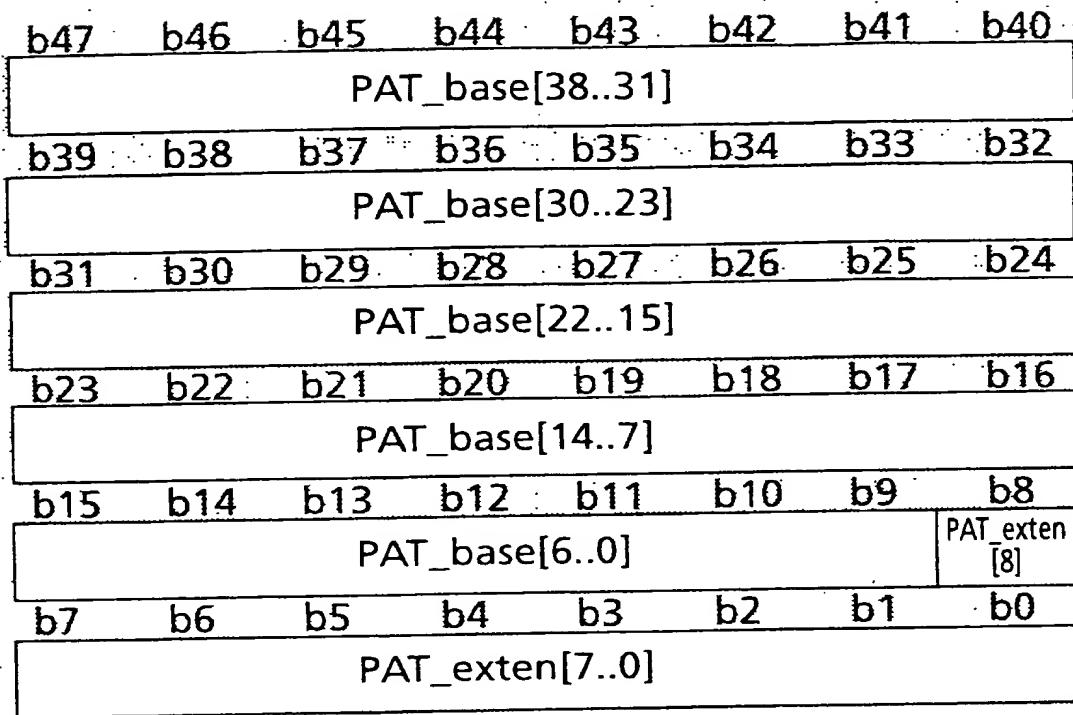 b47 b46 b45 b44 b43 b42 b41 b40
PAT_base[38..31]
b39 b38 b37 b36 b35 b34 b33 b32
PAT_base[30..23]
b31 b30 b29 b28 b27 b26 b25 b24
PAT_base[22..15]
b23 b22 b21 b20 b19 b18 b17 b16
PAT_base[14..7]
b15 b14 b13 b12 b11 b10 b9 b8
PAT_base[6..0] PAT_exten
[8]
b7 b6 b5 b4 b3 b2 b1 b0
PAT_exten[7..0]